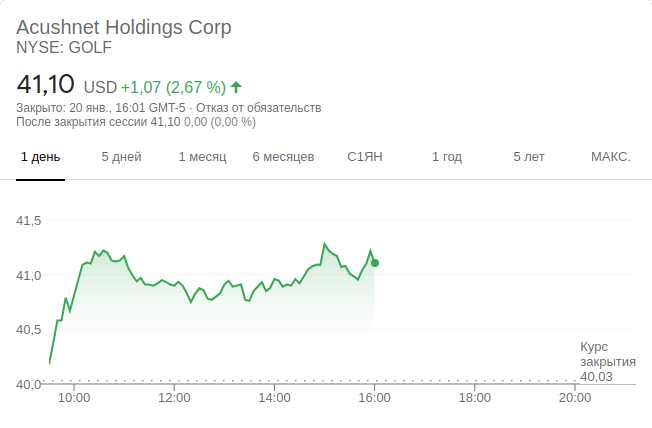 Acushnet Holdings Corp
NYSE: GOLF
41,10 USD +1,07 (2,67 %)
Закрыто: 20 янв., 16:01 GMT-5 · Отказ от обязательств
После закрытия сессии 41,10 0,00 (0,00 %)
1 день 5 дней 1 месяц 6 месяцев С1ЯН 1 год 5 лет МАКС.
41,5
41,0
40,5
Курс
закрытия
40,03
40,0
10:00 12:00 14:00 16:00 18:00 20:00